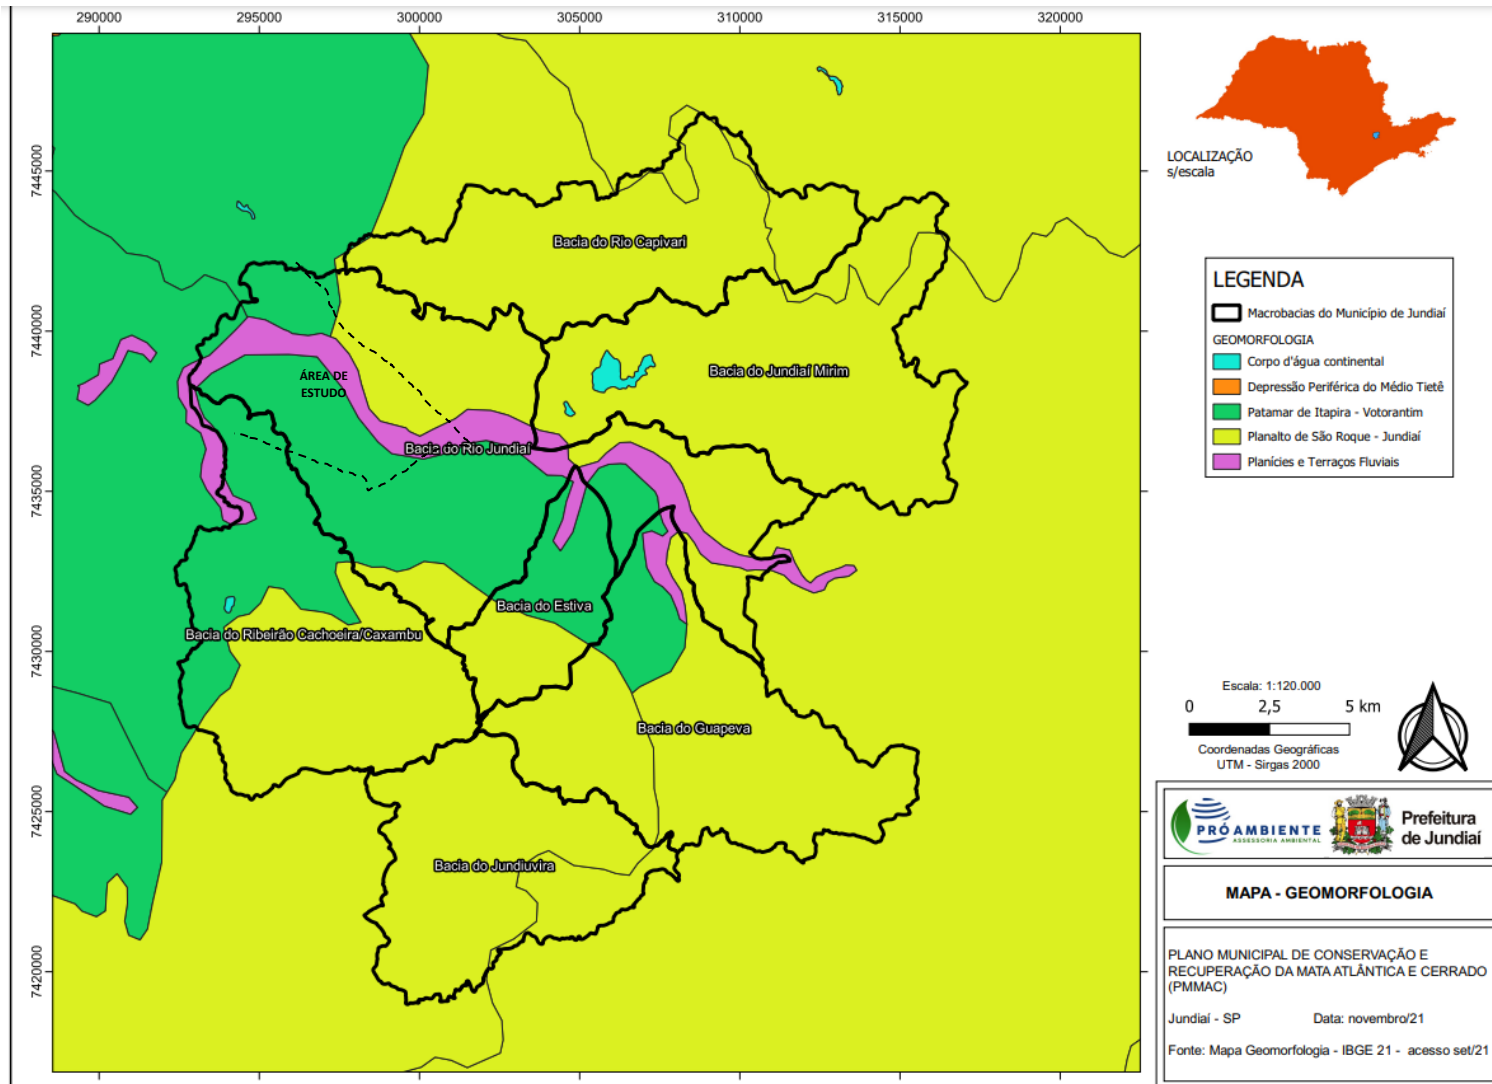 290000
295000
300000
305000
310000
315000
320000
7445000
7440000
7435000
7430000
7425000
7420000
Bacia do Rio Capivari
Bacia do Jundiaí Mirim
ÁREA DE
ESTUDO
Bacia do Rio Jundiaí
Bacia do Estiva
Bacia do Ribeirão Cachoeira/Caxambu
Bacia do Guapeva
Bacia do Jundiuvira
LOCALIZAÇÃO
s/escala
LEGENDA
Macrobacias do Município de Jundiaí
GEOMORFOLOGIA
Corpo d'água continental
Depressão Periférica do Médio Tietê
Patamar de Itapira - Votorantim
Planalto de São Roque - Jundiaí
Planícies e Terraços Fluviais
Escala: 1:120.000
0 2,5 5 km
Coordenadas Geográficas
UTM - Sirgas 2000
PRÓAMBIENTE
ASSESSORIA AMBIENTAL
Prefeitura
de Jundiaí
MAPA - GEOMORFOLOGIA
PLANO MUNICIPAL DE CONSERVAÇÃO E
RECUPERAÇÃO DA MATA ATLÂNTICA E CERRADO
(PMMAC)
Jundiaí - SP Data: novembro/21
Fonte: Mapa Geomorfologia - IBGE 21 - acesso set/21